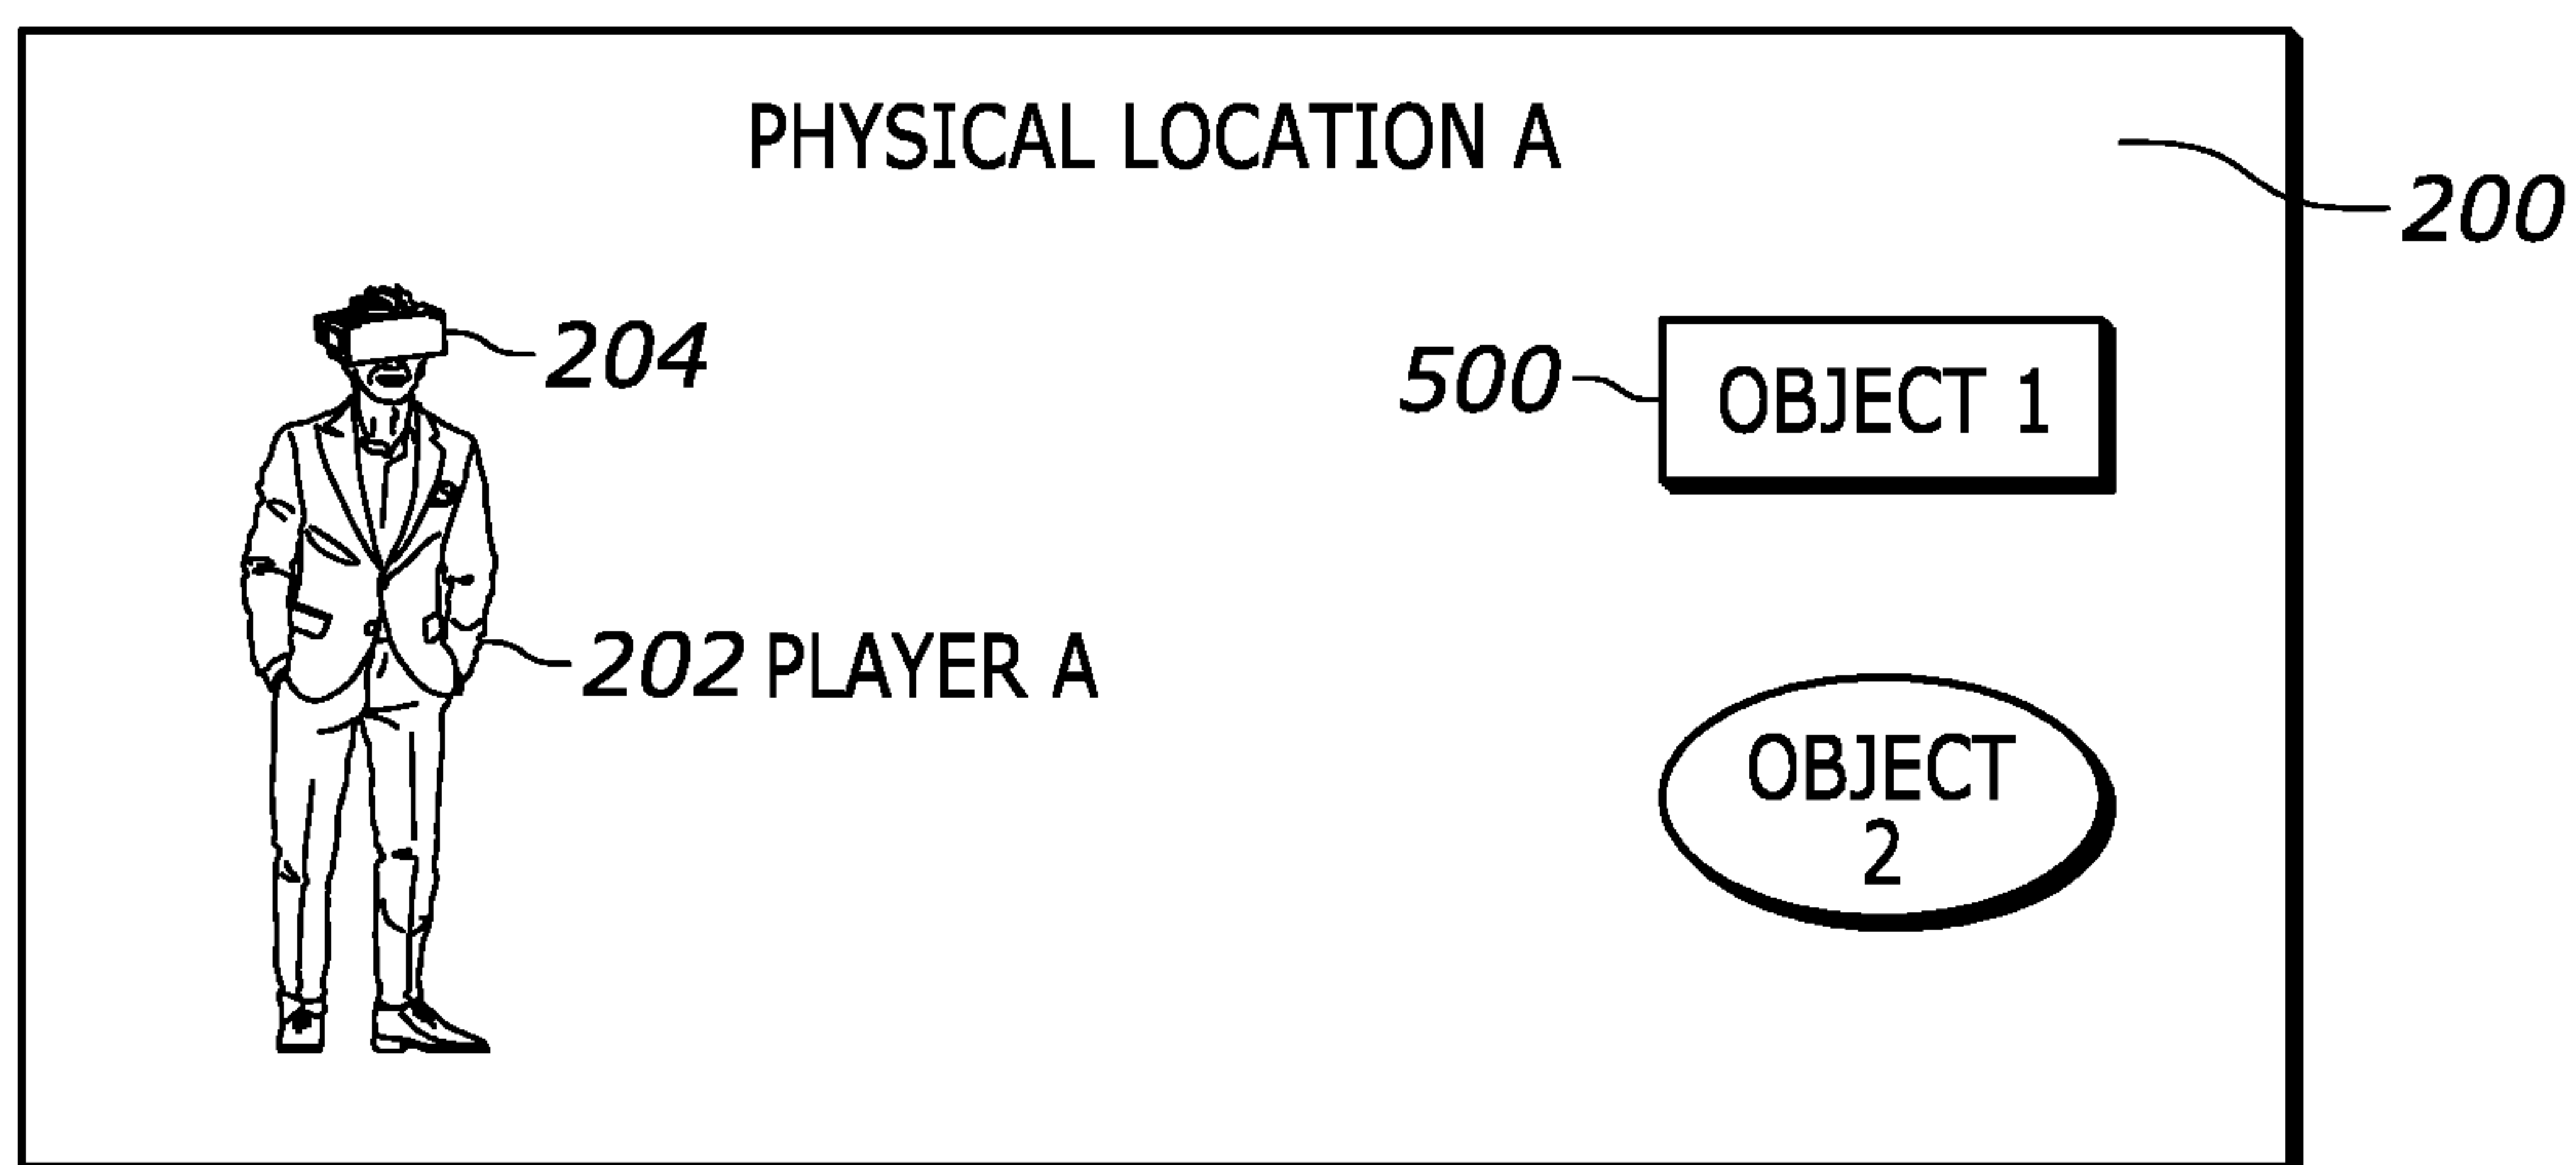 PHYSICAL LOCATION A
200
204
500
OBJECT 1
202 PLAYER A
OBJECT
2